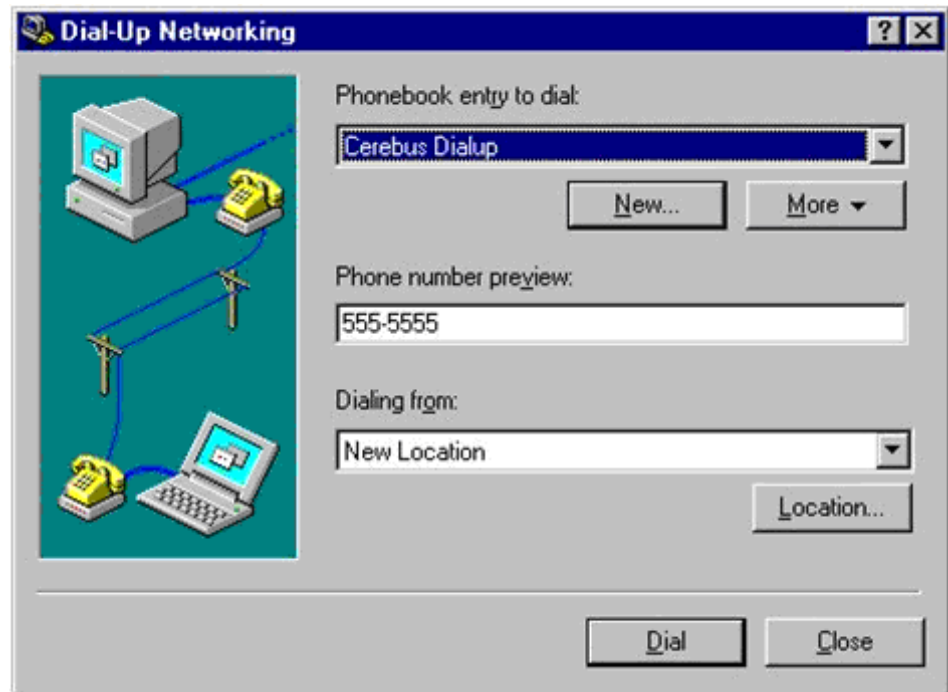 Dial-Up Networking
Phonebook entry to dial:
Cerebus Dialup
New...
More
Phone number preview:
555-5555
Dialing from:
New Location
Location...
Dial
Close